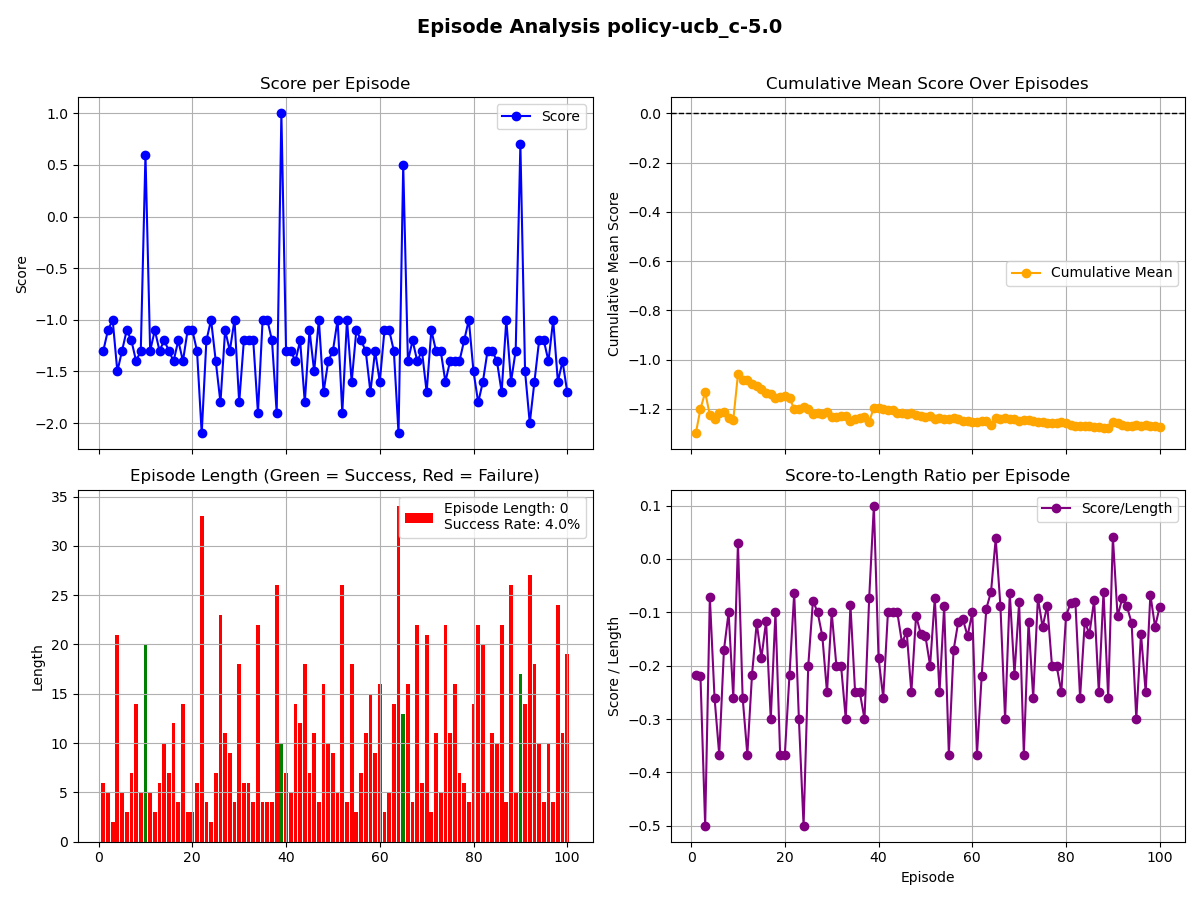 Episode Analysis policy-ucb_c-5.0
Score per Episode
Score
1.0
0.5
0.0
−0.5
−1.0
−1.5
−2.0
Score
Cumulative Mean Score Over Episodes
0.0
−0.2
−0.4
−0.6
−0.8
−1.0
−1.2
Cumulative Mean Score
Cumulative Mean
Episode Length (Green = Success, Red = Failure)
Episode Length: 0
Success Rate: 4.0%
35
30
25
20
15
10
5
0
Length
0 20 40 60 80 100
Score-to-Length Ratio per Episode
Score/Length
0.1
0.0
−0.1
−0.2
−0.3
−0.4
−0.5
Score / Length
0 20 40 60 80 100
Episode